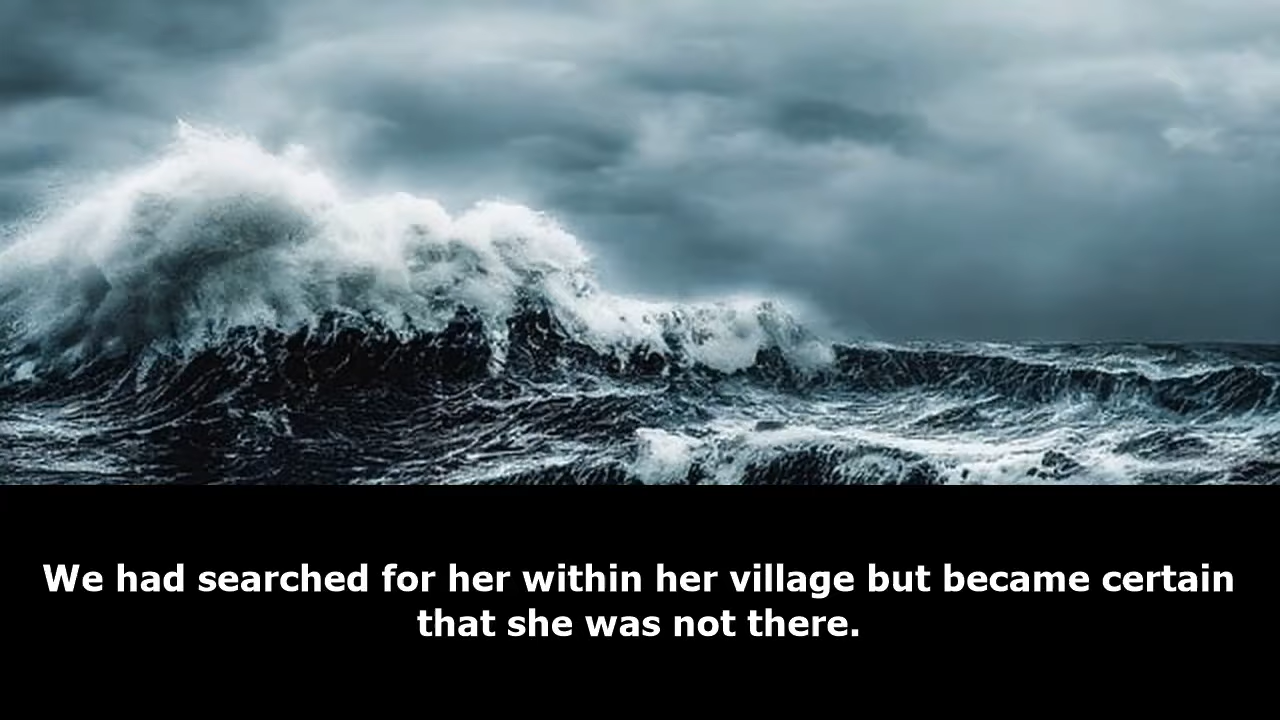 We had searched for her within her village but became certain
that she was not there.